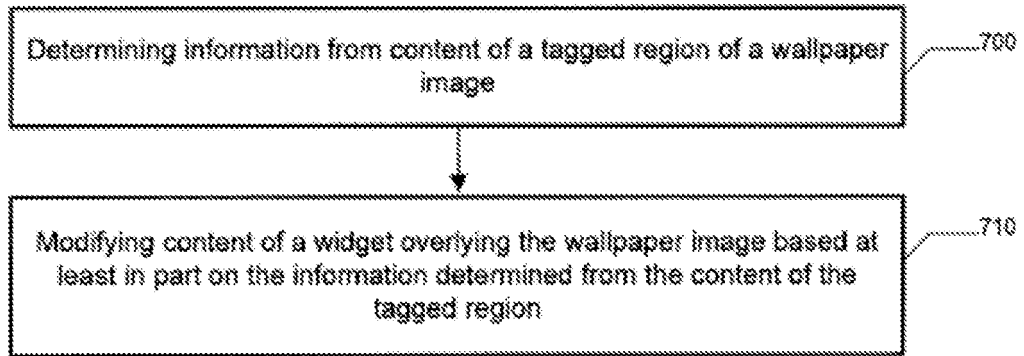 Determining information from content of a tagged region of a wallpaper
image
700
Modifying content of a widget overlying the wallpaper image based at
least in part on the information determined from the content of the
tagged region
710